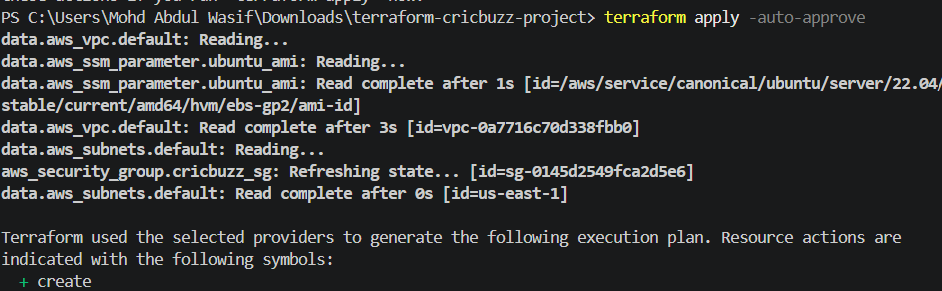 PS C:\Users\Mohd Abdul Wasif\Downloads\terraform-cricbuzz-project> terraform apply -auto-approve
data.aws_vpc.default: Reading...
data.aws_ssm_parameter.ubuntu_ami: Reading...
data.aws_ssm_parameter.ubuntu_ami: Read complete after 1s [id=/aws/service/canonical/ubuntu/server/22.04/
stable/current/amd64/hvm/ebs-gp2/ami-id]
data.aws_vpc.default: Read complete after 3s [id=vpc-0a7716c70d338fbb0]
data.aws_subnets.default: Reading...
aws_security_group.cricbuzz_sg: Refreshing state... [id=sg-0145d2549fca2d5e6]
data.aws_subnets.default: Read complete after 0s [id=us-east-1]
Terraform used the selected providers to generate the following execution plan. Resource actions are
indicated with the following symbols:
+ create